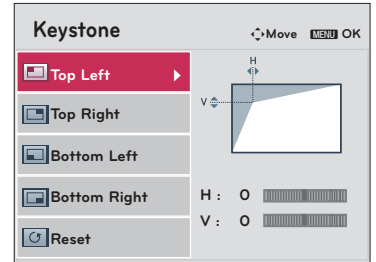 Keystone
Move MENU OK
Top Left
Top Right
Bottom Left
Bottom Right
Reset
H
V
H : 0
V : 0